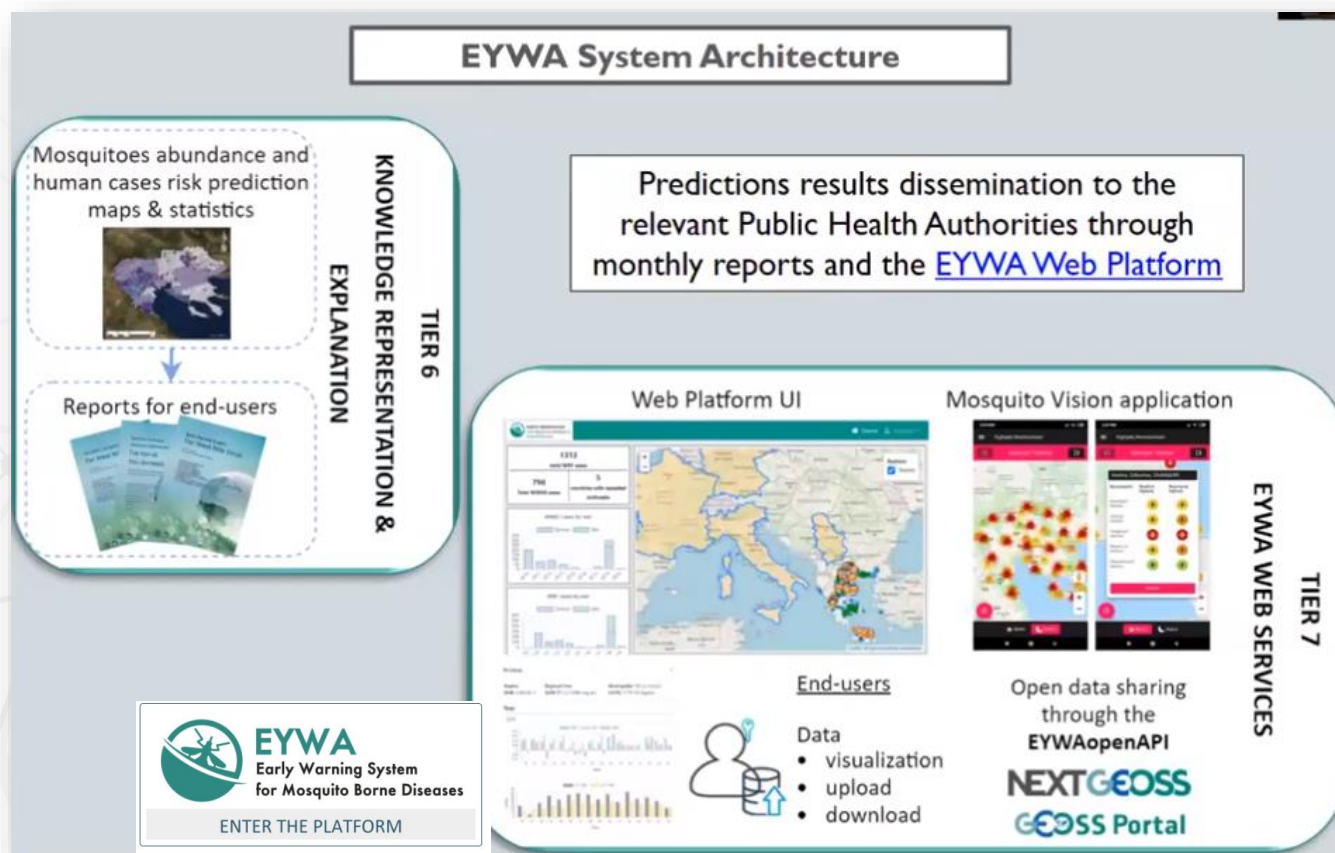 EYWA System Architecture
Mosquitoes abundance and
human cases risk prediction
maps & statistics
Reports for end-users
TIER 6
KNOWLEDGE REPRESENTATION &
EXPLANATION
Predictions results dissemination to the
relevant Public Health Authorities through
monthly reports and the EYWA Web Platform
Web Platform UI
Mosquito Vision application
1312
5
End-users
Data
• visualization
• upload
• download
Open data sharing
through the
EYWAopenAPI
NEXTGEOSS
GEOSS Portal
TIER 7
EYWA WEB SERVICES
EYWA
Early Warning System
for Mosquito Borne Diseases
ENTER THE PLATFORM